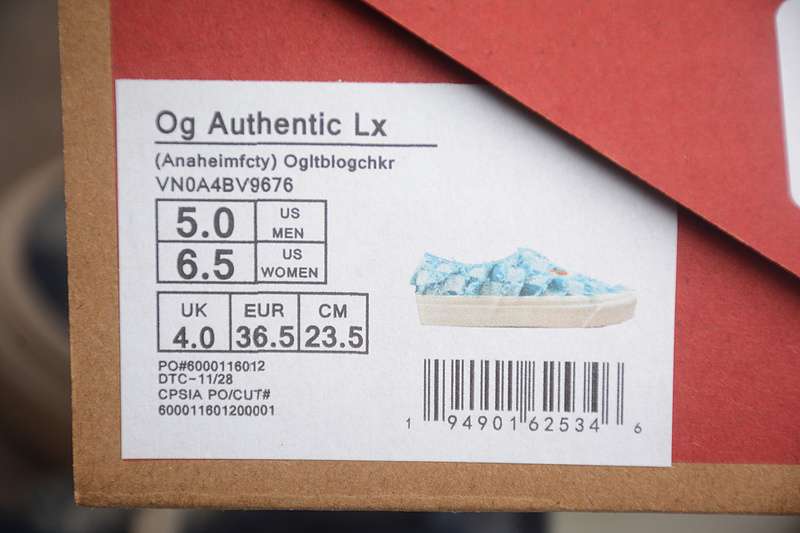 Og Authentic Lx
(Anaheimfcty) Ogltblogchkr
VN0A4BV9676
5.0 US MEN
6.5 US WOMEN
UK EUR CM
4.0 36.5 23.5
PO#6000116012
DTC-11/28
CPSIA PO/CUT#
600011601200001
1 94901 62534 6